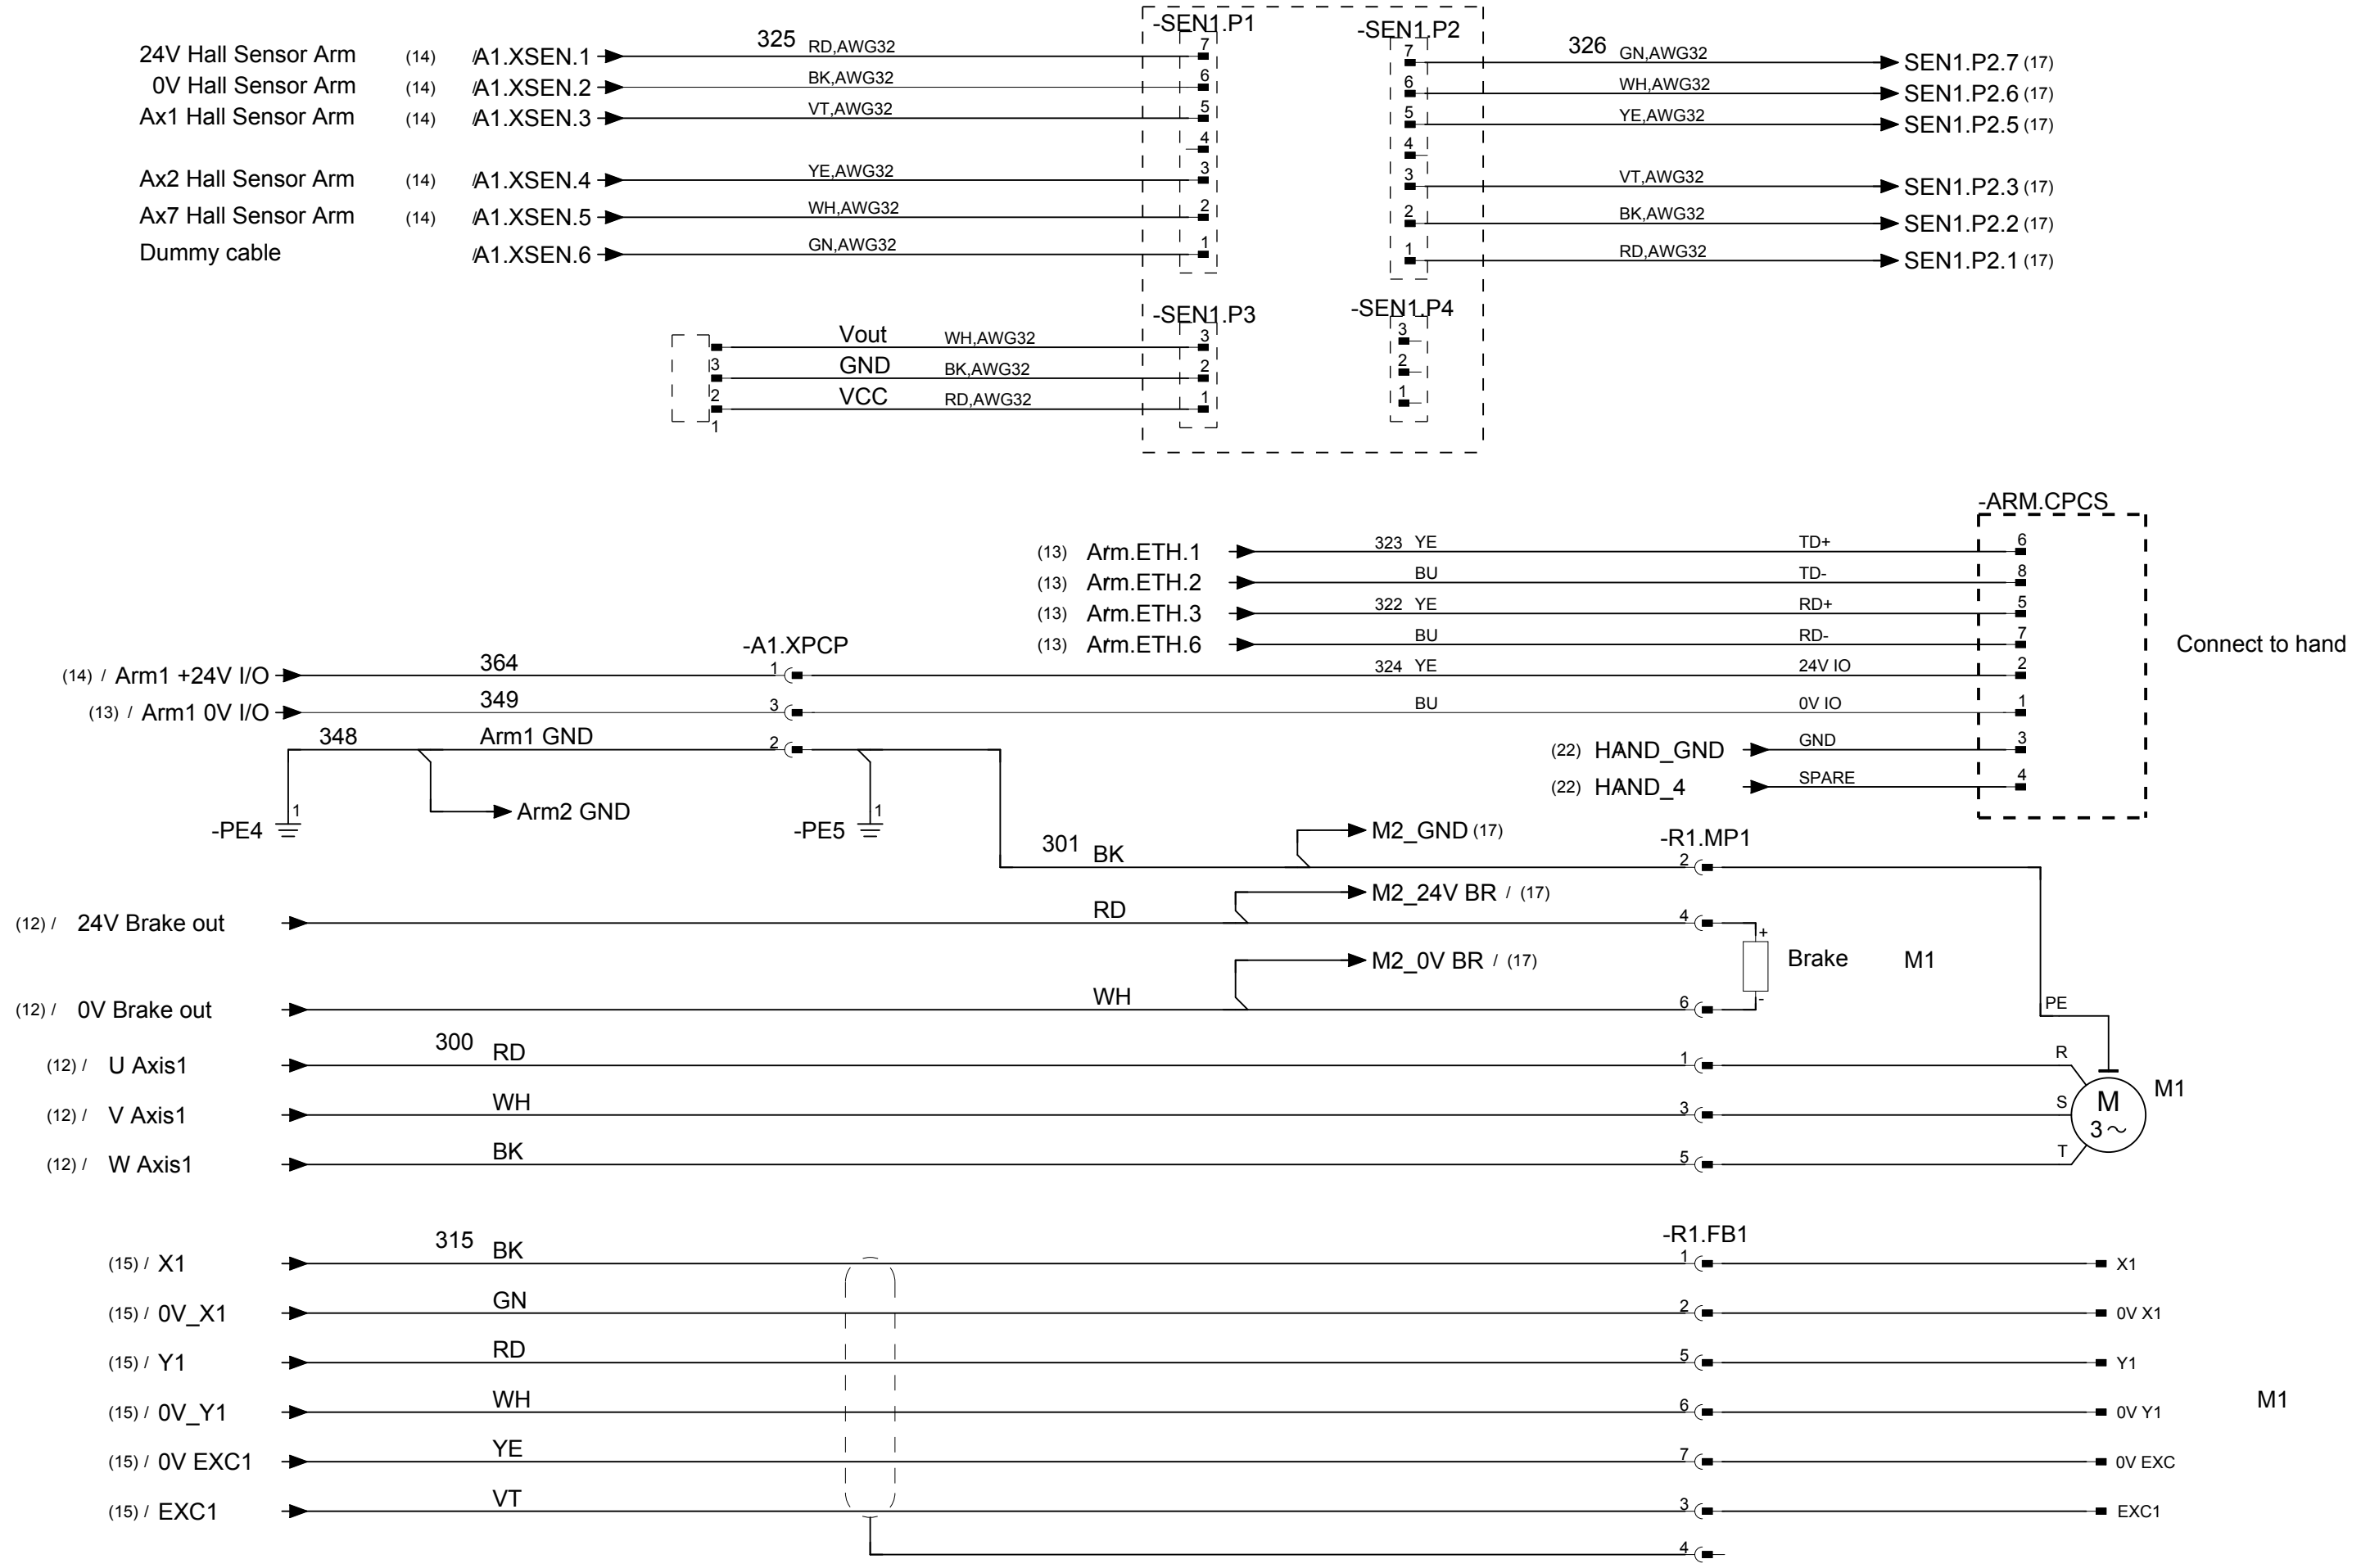 -SEN1.P1
-SEN1.P2
24V Hall Sensor Arm (14) /A1.XSEN.1 325 RD,AWG32 7
7 326 GN,AWG32 SEN1.P2.7 (17)
0V Hall Sensor Arm (14) /A1.XSEN.2 BK,AWG32 6
6 WH,AWG32 SEN1.P2.6 (17)
Ax1 Hall Sensor Arm (14) /A1.XSEN.3 VT,AWG32 5
5 YE,AWG32 SEN1.P2.5 (17)
4
4
Ax2 Hall Sensor Arm (14) /A1.XSEN.4 YE,AWG32 3
3 VT,AWG32 SEN1.P2.3 (17)
Ax7 Hall Sensor Arm (14) /A1.XSEN.5 WH,AWG32 2
2 BK,AWG32 SEN1.P2.2 (17)
Dummy cable /A1.XSEN.6 GN,AWG32 1
1 RD,AWG32 SEN1.P2.1 (17)
-SEN1.P3
-SEN1.P4
Vout WH,AWG32 3
3
3 GND BK,AWG32 2
2
2 VCC RD,AWG32 1
1
1
-ARM.CPCS
(13) Arm.ETH.1 323 YE TD+ 6
(13) Arm.ETH.2 BU TD- 8
(13) Arm.ETH.3 322 YE RD+ 5
(13) Arm.ETH.6 BU RD- 7
Connect to hand
-A1.XPCP
(14) / Arm1 +24V I/O 364 1 324 YE 24V IO 2
(13) / Arm1 0V I/O 349 3 BU 0V IO 1
348 Arm1 GND 2
(22) HAND_GND GND 3
(22) HAND_4 SPARE 4
1
Arm2 GND
1
-PE4
-PE5
M2_GND (17)
-R1.MP1
301 BK 2
M2_24V BR / (17)
(12) / 24V Brake out RD 4
+
M2_0V BR / (17)
Brake M1
-
(12) / 0V Brake out WH 6
PE
(12) / U Axis1 300 RD 1 R
M1
(12) / V Axis1 WH 3 S
M
3~
(12) / W Axis1 BK 5 T
-R1.FB1
(15) / X1 315 BK 1 X1
(15) / 0V_X1 GN 2 0V X1
(15) / Y1 RD 5 Y1
M1
(15) / 0V_Y1 WH 6 0V Y1
(15) / 0V EXC1 YE 7 0V EXC
(15) / EXC1 VT 3 EXC1
4